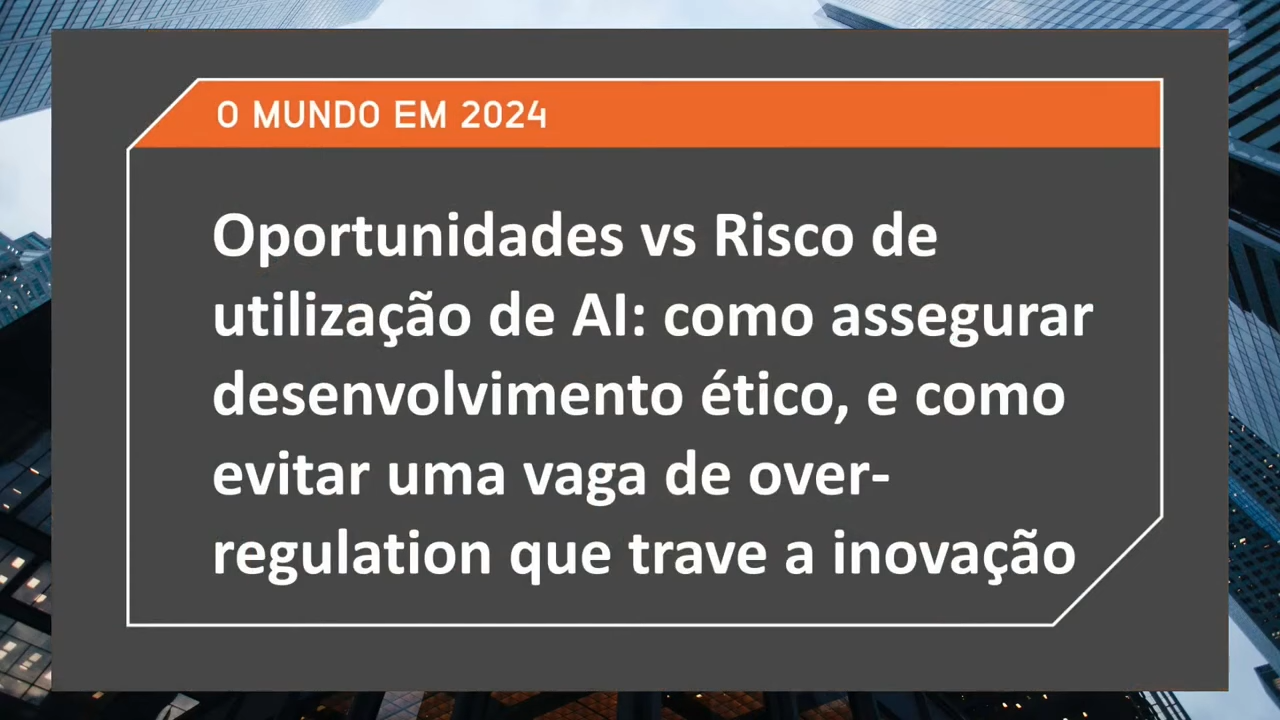 O MUNDO EM 2024
Oportunidades vs Risco de
utilização de AI: como assegurar
desenvolvimento ético, e como
evitar uma vaga de over-
regulation que trave a inovação